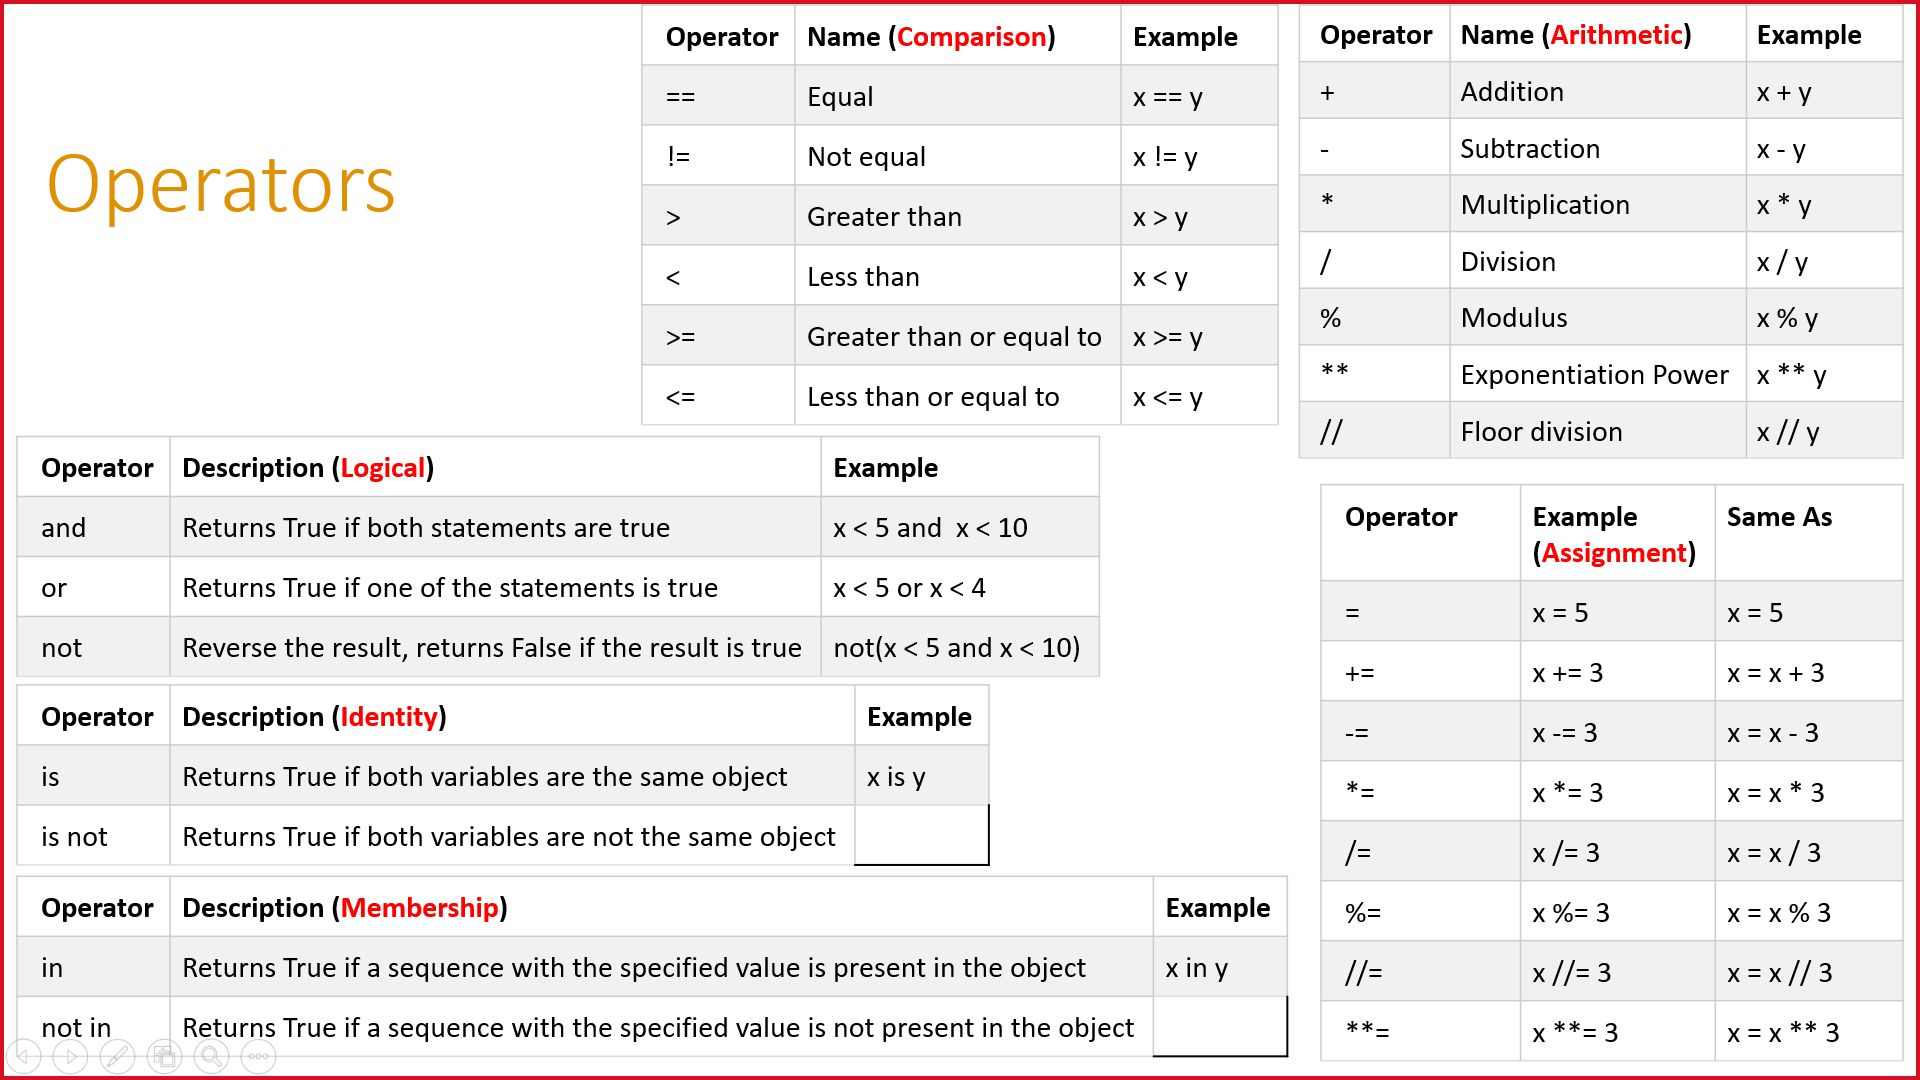 Operators
Operator Name (Comparison) Example
== Equal x == y
!= Not equal x != y
> Greater than x > y
< Less than x < y
>= Greater than or equal to x >= y
<= Less than or equal to x <= y
Operator Name (Arithmetic) Example
+ Addition x + y
- Subtraction x - y
* Multiplication x * y
/ Division x / y
% Modulus x % y
** Exponentiation Power x ** y
// Floor division x // y
Operator Description (Logical) Example
and Returns True if both statements are true x < 5 and  x < 10
or Returns True if one of the statements is true x < 5 or x < 4
not Reverse the result, returns False if the result is true not(x < 5 and x < 10)
Operator Description (Identity) Example
is Returns True if both variables are the same object x is y
is not Returns True if both variables are not the same object
Operator Description (Membership) Example
in Returns True if a sequence with the specified value is present in the object x in y
not in Returns True if a sequence with the specified value is not present in the object
Operator Example Same As
(Assignment)
= x = 5 x = 5
+= x += 3 x = x + 3
-= x -= 3 x = x - 3
*= x *= 3 x = x * 3
/= x /= 3 x = x / 3
%= x %= 3 x = x % 3
//= x //= 3 x = x // 3
**= x **= 3 x = x ** 3